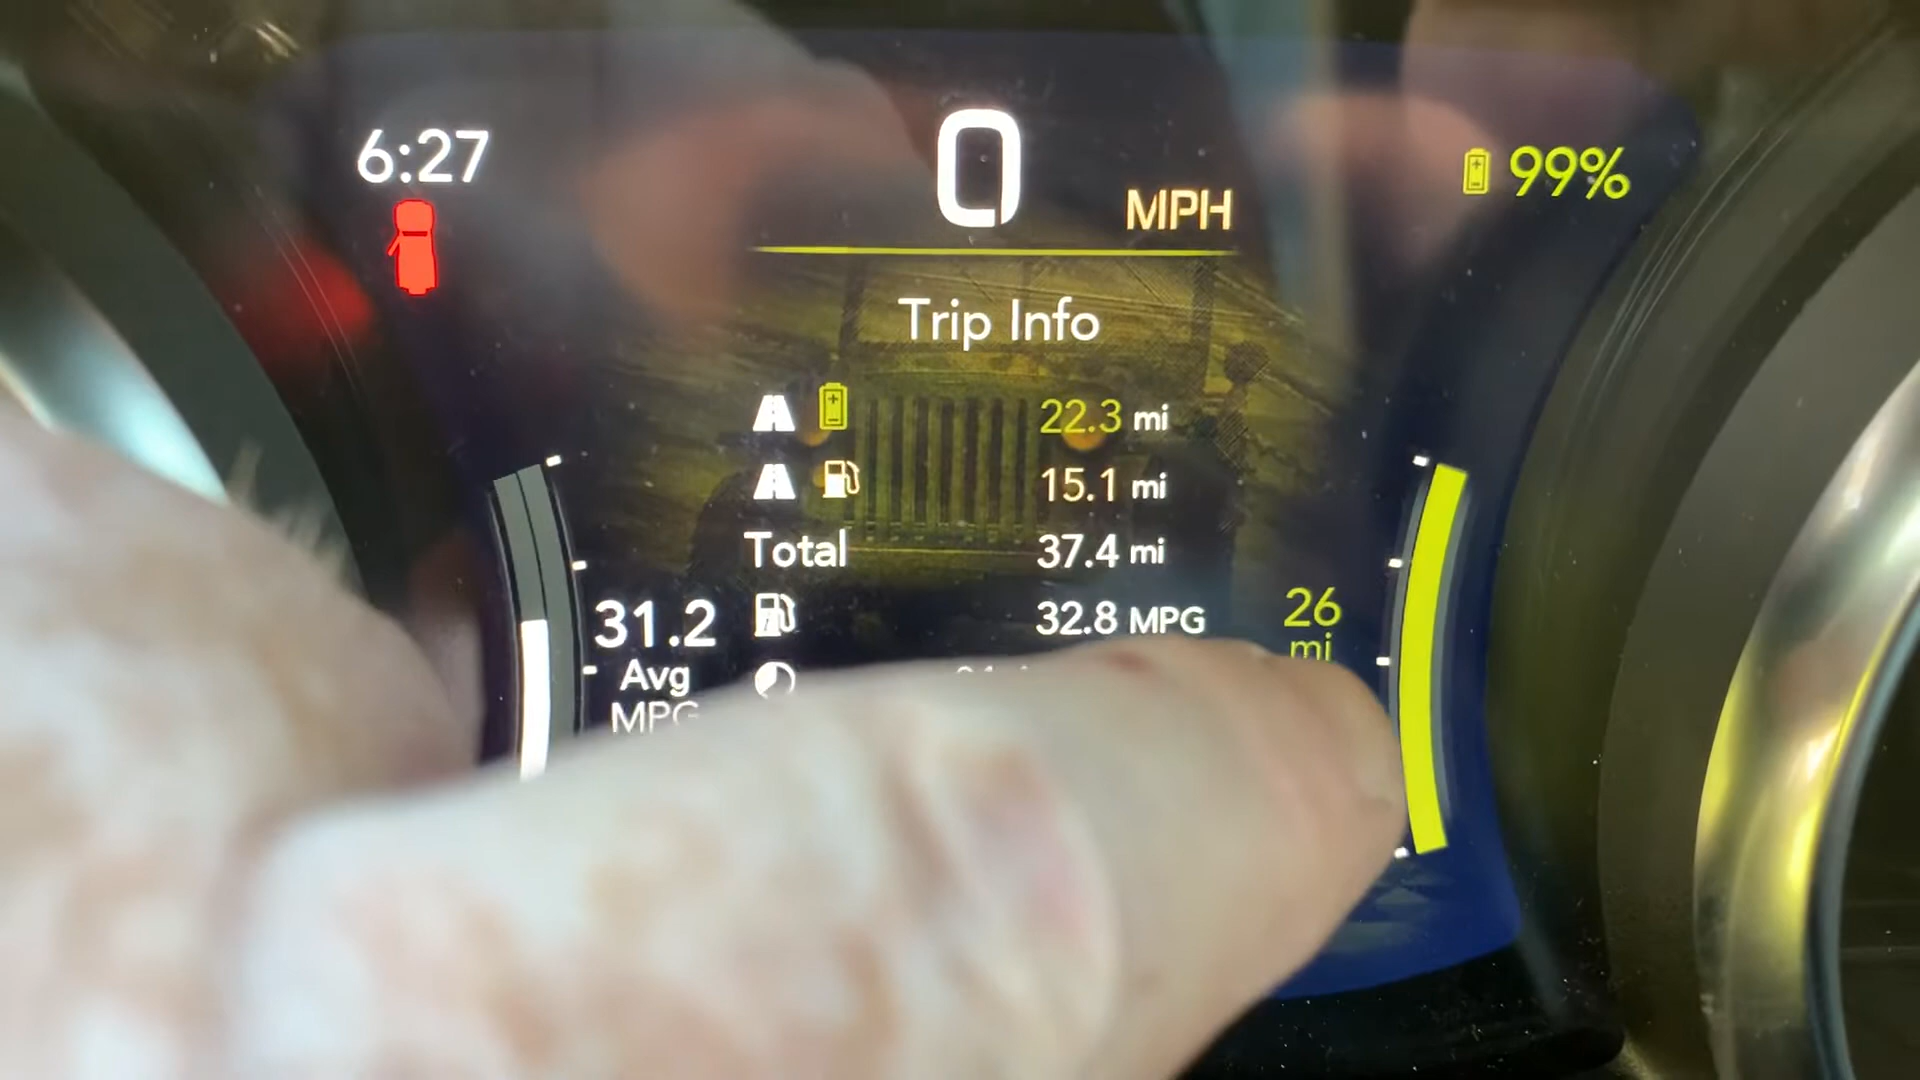 6:27
0 MPH
99%
Trip Info
22.3 mi
15.1 mi
Total 37.4 mi
32.8 MPG
31.2
Avg
MPG
26
mi